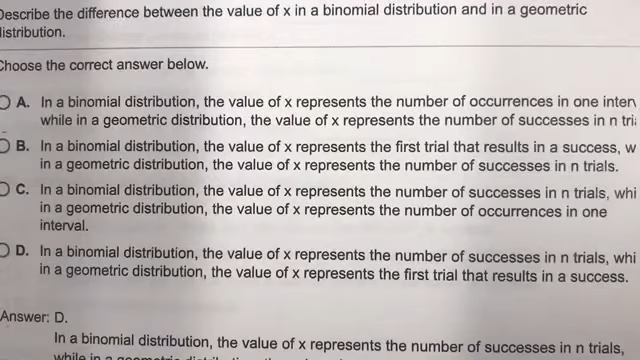 Describe the difference between the value of x in a binomial distribution and in a geometric
distribution.
Choose the correct answer below.
A. In a binomial distribution, the value of x represents the number of occurrences in one
while in a geometric distribution, the value of x represents the number of successes in n
B. In a binomial distribution, the value of x represents the first trial that results in a success,
in a geometric distribution, the value of x represents the number of successes in n trials.
C. In a binomial distribution, the value of x represents the number of successes in n trials,
in a geometric distribution, the value of x represents the number of occurrences in one
interval.
D. In a binomial distribution, the value of x represents the number of successes in n trials,
in a geometric distribution, the value of x represents the first trial that results in a success.
Answer: D.
In a binomial distribution, the value of x represents the number of successes in n trials,
while in a geometric